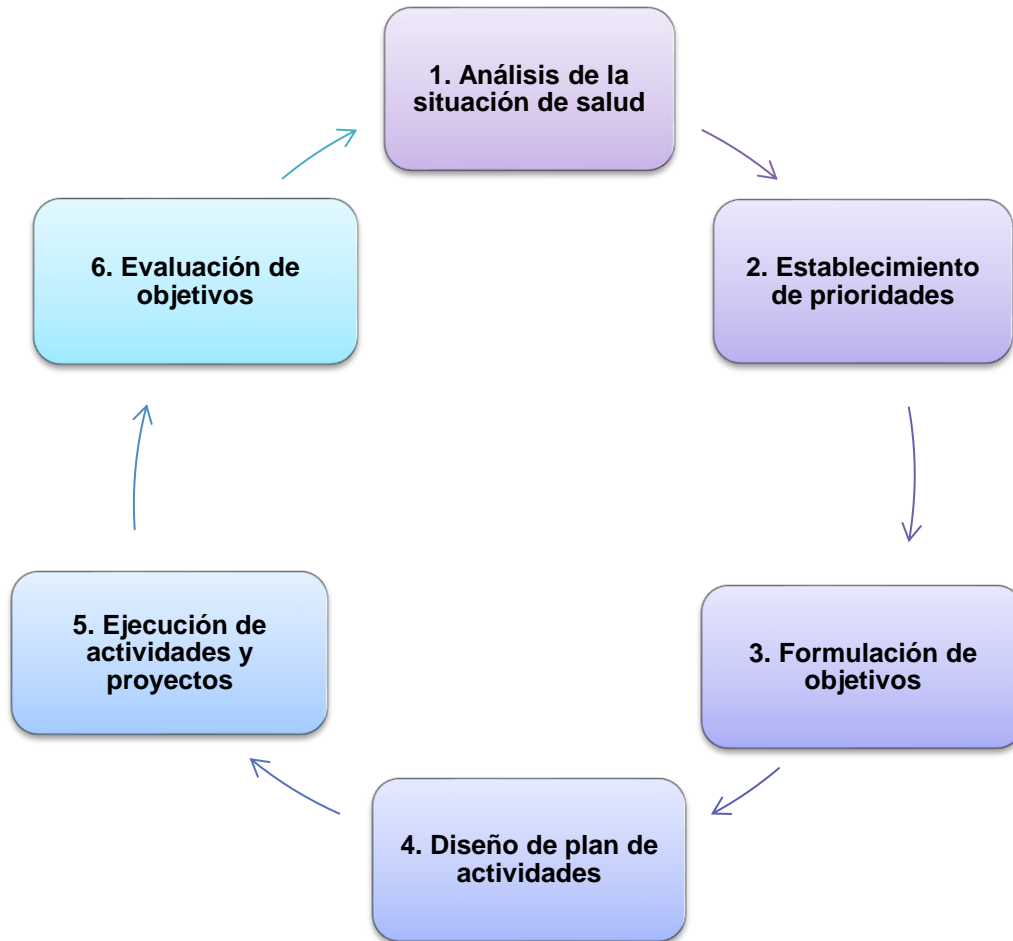 1. Análisis de la
situación de salud
2. Establecimiento
de prioridades
3. Formulación de
objetivos
4. Diseño de plan de
actividades
5. Ejecución de
actividades y
proyectos
6. Evaluación de
objetivos